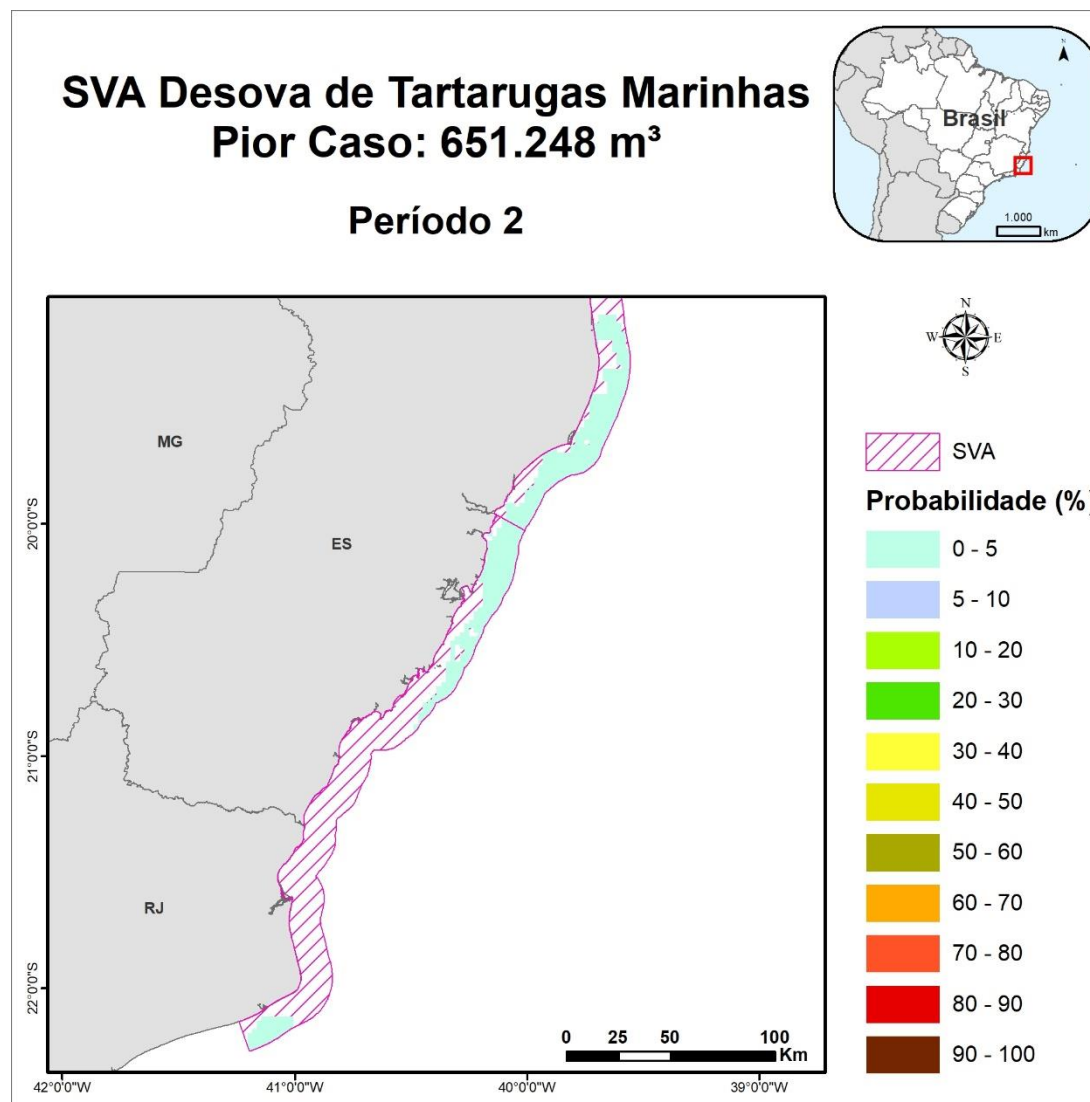 SVA Desova de Tartarugas Marinhas
Pior Caso: 651.248 m³
Período 2
N
Brasil
1.000
km
N
W E
S
SVA
Probabilidade (%)
0 - 5
5 - 10
10 - 20
20 - 30
30 - 40
40 - 50
50 - 60
60 - 70
70 - 80
80 - 90
90 - 100
MG
ES
RJ
20°0'0"S
21°0'0"S
22°0'0"S
0 25 50 100
Km
42°0'0"W 41°0'0"W 40°0'0"W 39°0'0"W